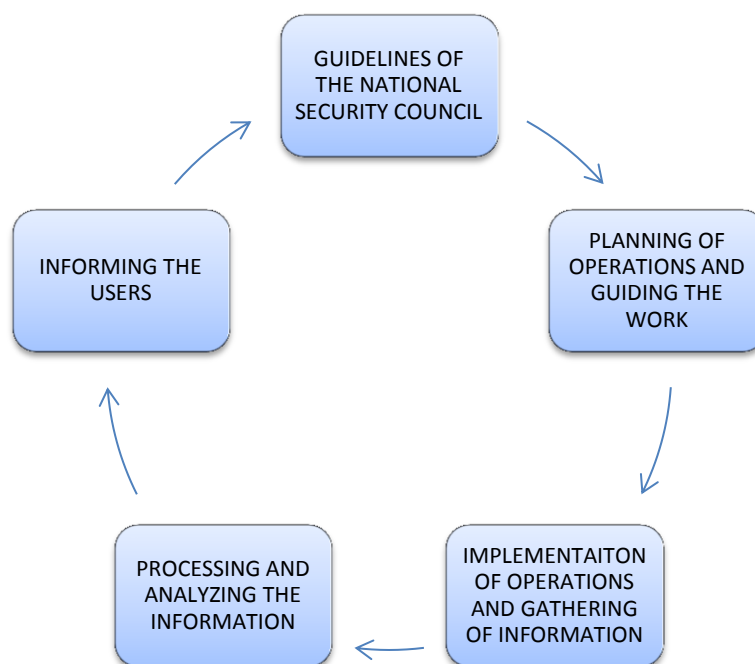 GUIDELINES OF
THE NATIONAL
SECURITY COUNCIL
PLANNING OF
OPERATIONS AND
GUIDING THE
WORK
IMPLEMENTAITON
OF OPERATIONS
AND GATHERING
OF INFORMATION
PROCESSING AND
ANALYZING THE
INFORMATION
INFORMING THE
USERS